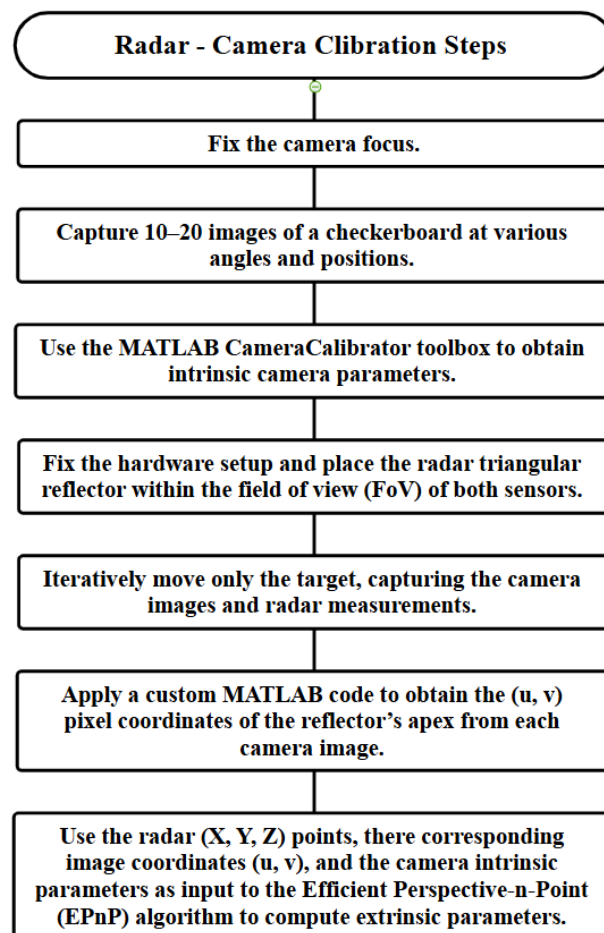 Radar - Camera Clibration Steps
Fix the camera focus.
Capture 10–20 images of a checkerboard at various
angles and positions.
Use the MATLAB CameraCalibrator toolbox to obtain
intrinsic camera parameters.
Fix the hardware setup and place the radar triangular
reflector within the field of view (FoV) of both sensors.
Iteratively move only the target, capturing the camera
images and radar measurements.
Apply a custom MATLAB code to obtain the (u, v)
pixel coordinates of the reflector’s apex from each
camera image.
Use the radar (X, Y, Z) points, there corresponding
image coordinates (u, v), and the camera intrinsic
parameters as input to the Efficient Perspective-n-Point
(EPnP) algorithm to compute extrinsic parameters.